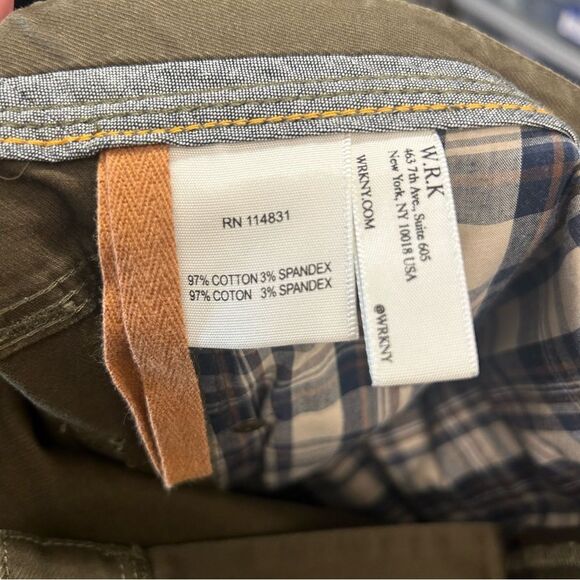 RN 114831
97% COTTON 3% SPANDEX
97% COTON 3% SPANDEX
W.R.K
463 7th Ave., Suite 605
New York, NY 10018 USA
WRKNY.COM
@WRKNY